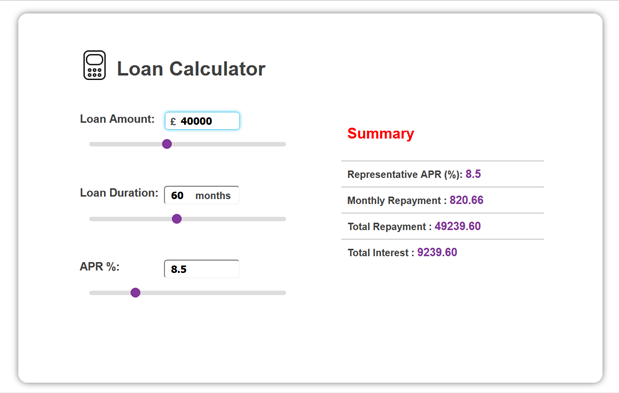 Loan Calculator
Loan Amount: £ 40000
Loan Duration: 60 months
APR %: 8.5
Summary
Representative APR (%): 8.5
Monthly Repayment : 820.66
Total Repayment : 49239.60
Total Interest : 9239.60